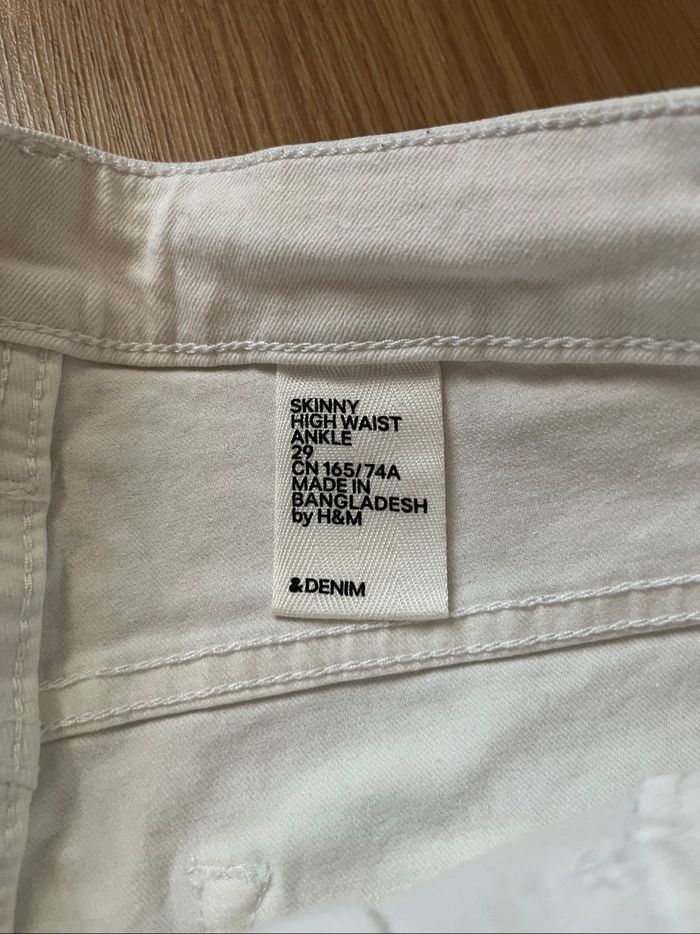 SKINNY
HIGH WAIST
ANKLE
29
CN 165/74A
MADE IN
BANGLADESH
by H&M
&DENIM